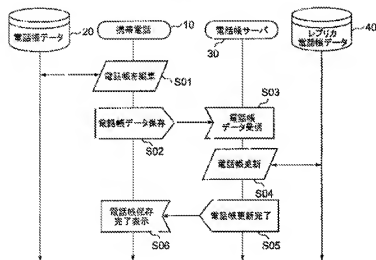 電話帳データ
20
携帯電話
10
電話帳サーバ
30
レプリカ
電話帳データ
40
電話帳を編集
S01
電話帳データ保存
S02
S03
電話帳
データ受信
電話帳更新
S04
電話帳保存
完了表示
S06
電話帳更新完了
S05